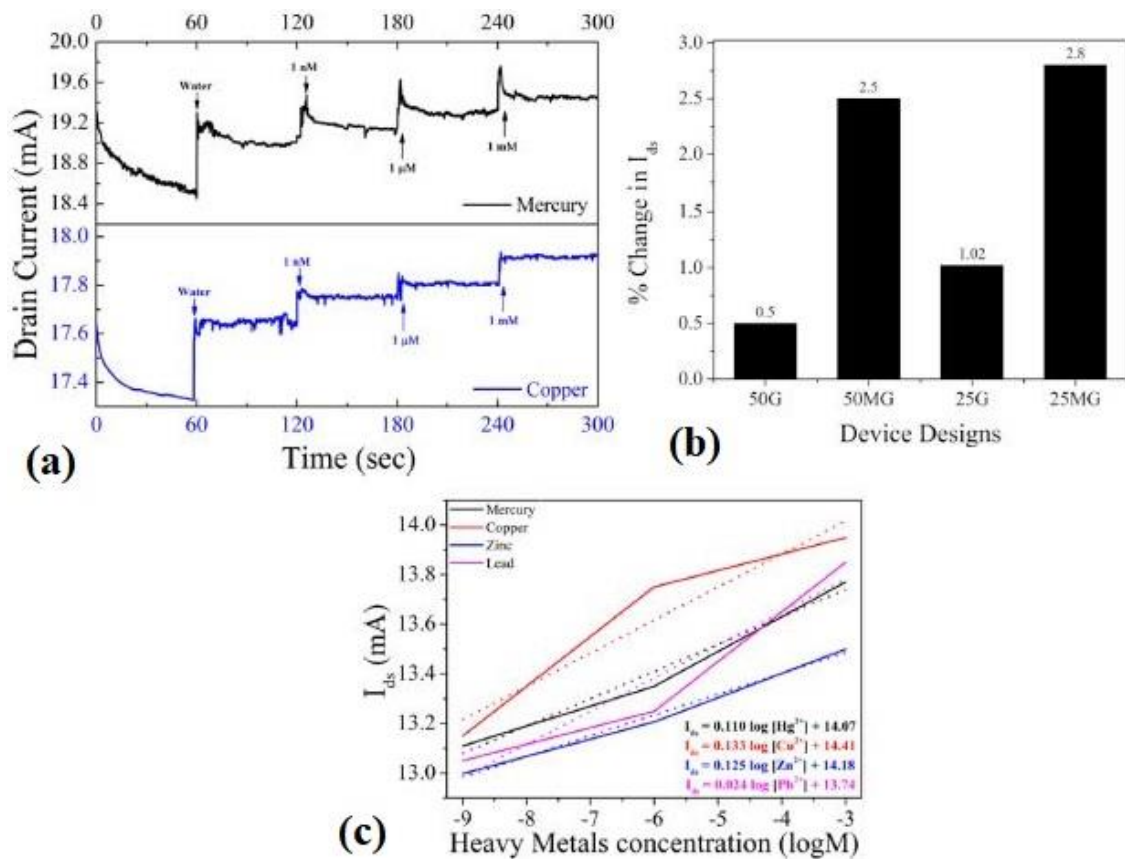 0 60 120 180 240 300
20.0
19.6
19.2
18.8
18.4
18.0
17.8
17.6
17.4
Drain Current (mA)
Water
1 nM
1 µM
1 mM
Mercury
Water
1 nM
1 µM
1 mM
Copper
0 60 120 180 240 300
Time (sec)
(a)
3.0
2.5
2.0
1.5
1.0
0.5
0.0
% Change in Ids
0.5
2.5
1.02
2.8
50G 50MG 25G 25MG
Device Designs
(b)
Mercury
Copper
Zinc
Lead
14.0
13.8
13.6
13.4
13.2
13.0
Ids (mA)
Ids = 0.110 log [Hg2+] + 14.07
Ids = 0.133 log [Cu2+] + 14.41
Ids = 0.125 log [Zn2+] + 14.18
Ids = 0.024 log [Pb2+] + 13.74
-9 -8 -7 -6 -5 -4 -3
Heavy Metals concentration (logM)
(c)